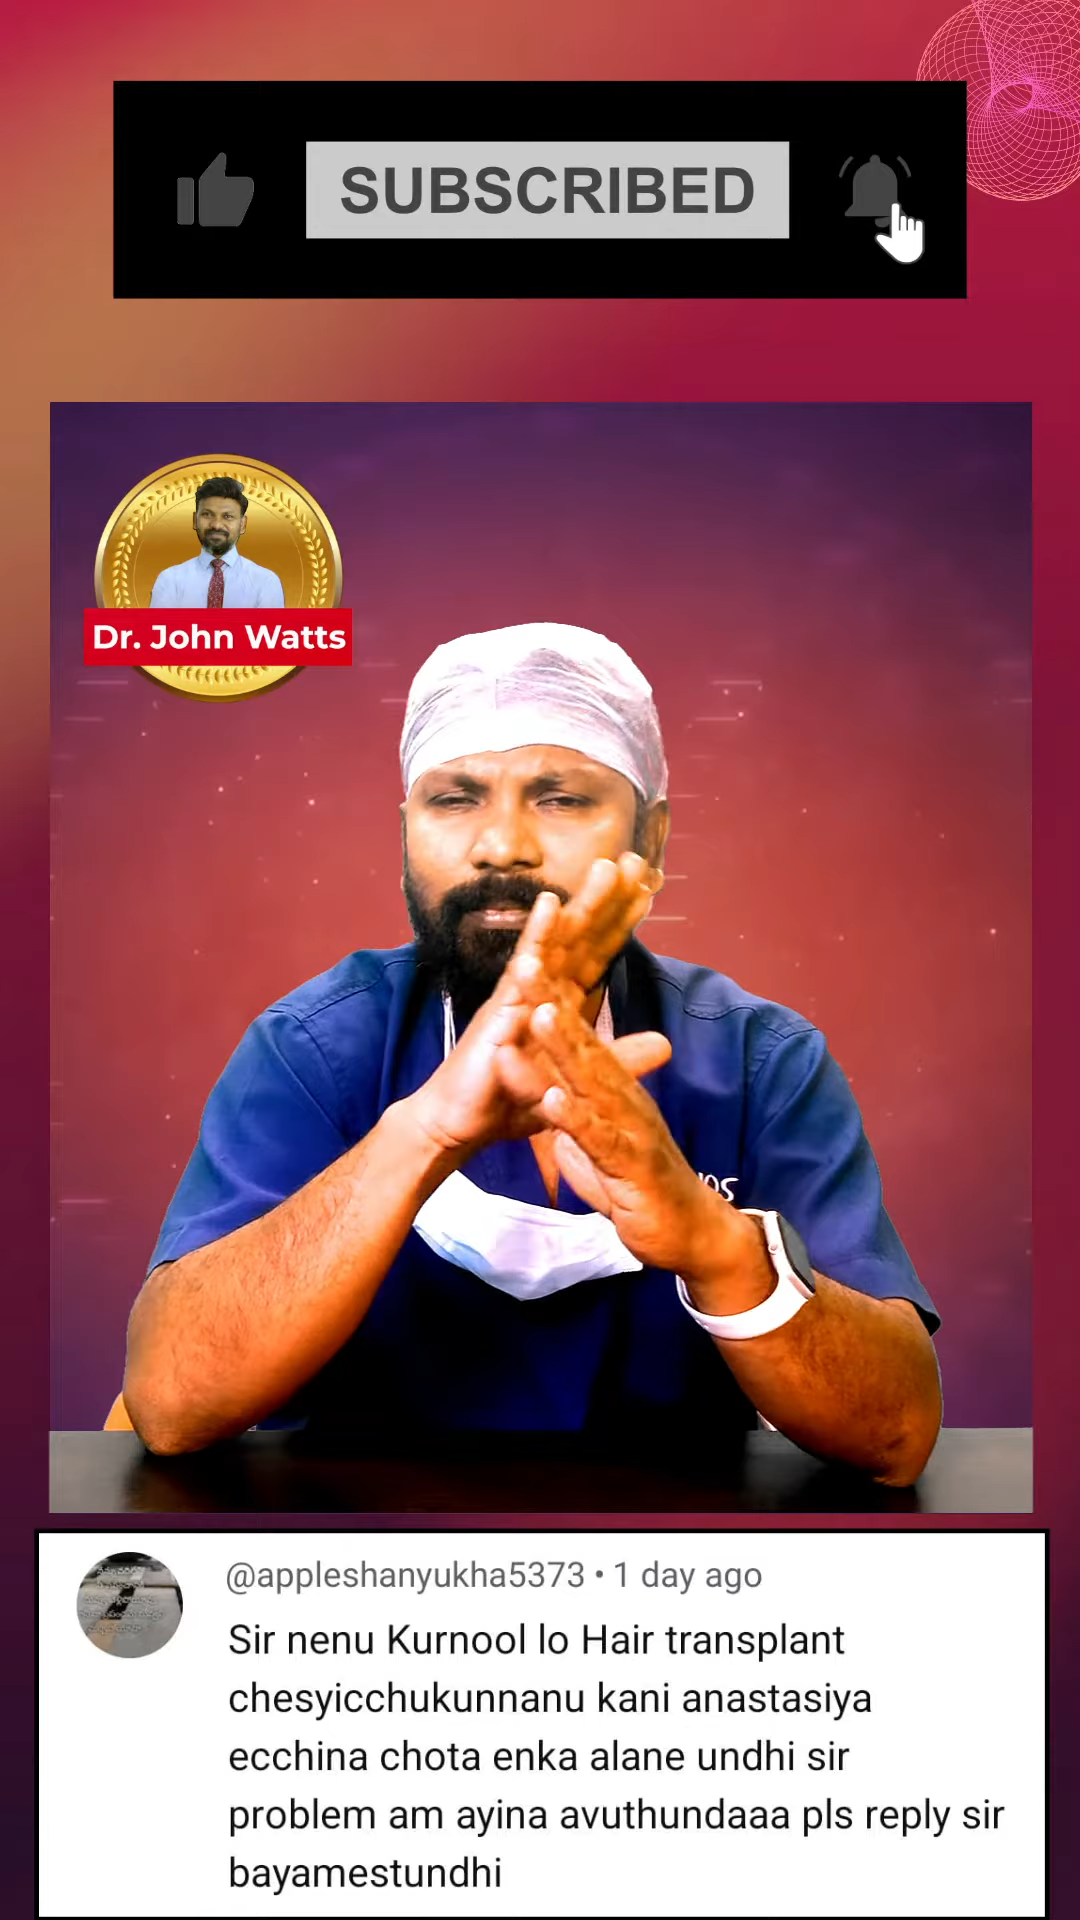 SUBSCRIBED
Dr. John Watts
@appleshanyukha5373 • 1 day ago
Sir nenu Kurnool lo Hair transplant
chesyicchukunnanu kani anastasiya
ecchina chota enka alane undhi sir
problem am ayina avuthundaaa pls reply sir
bayamestundhi